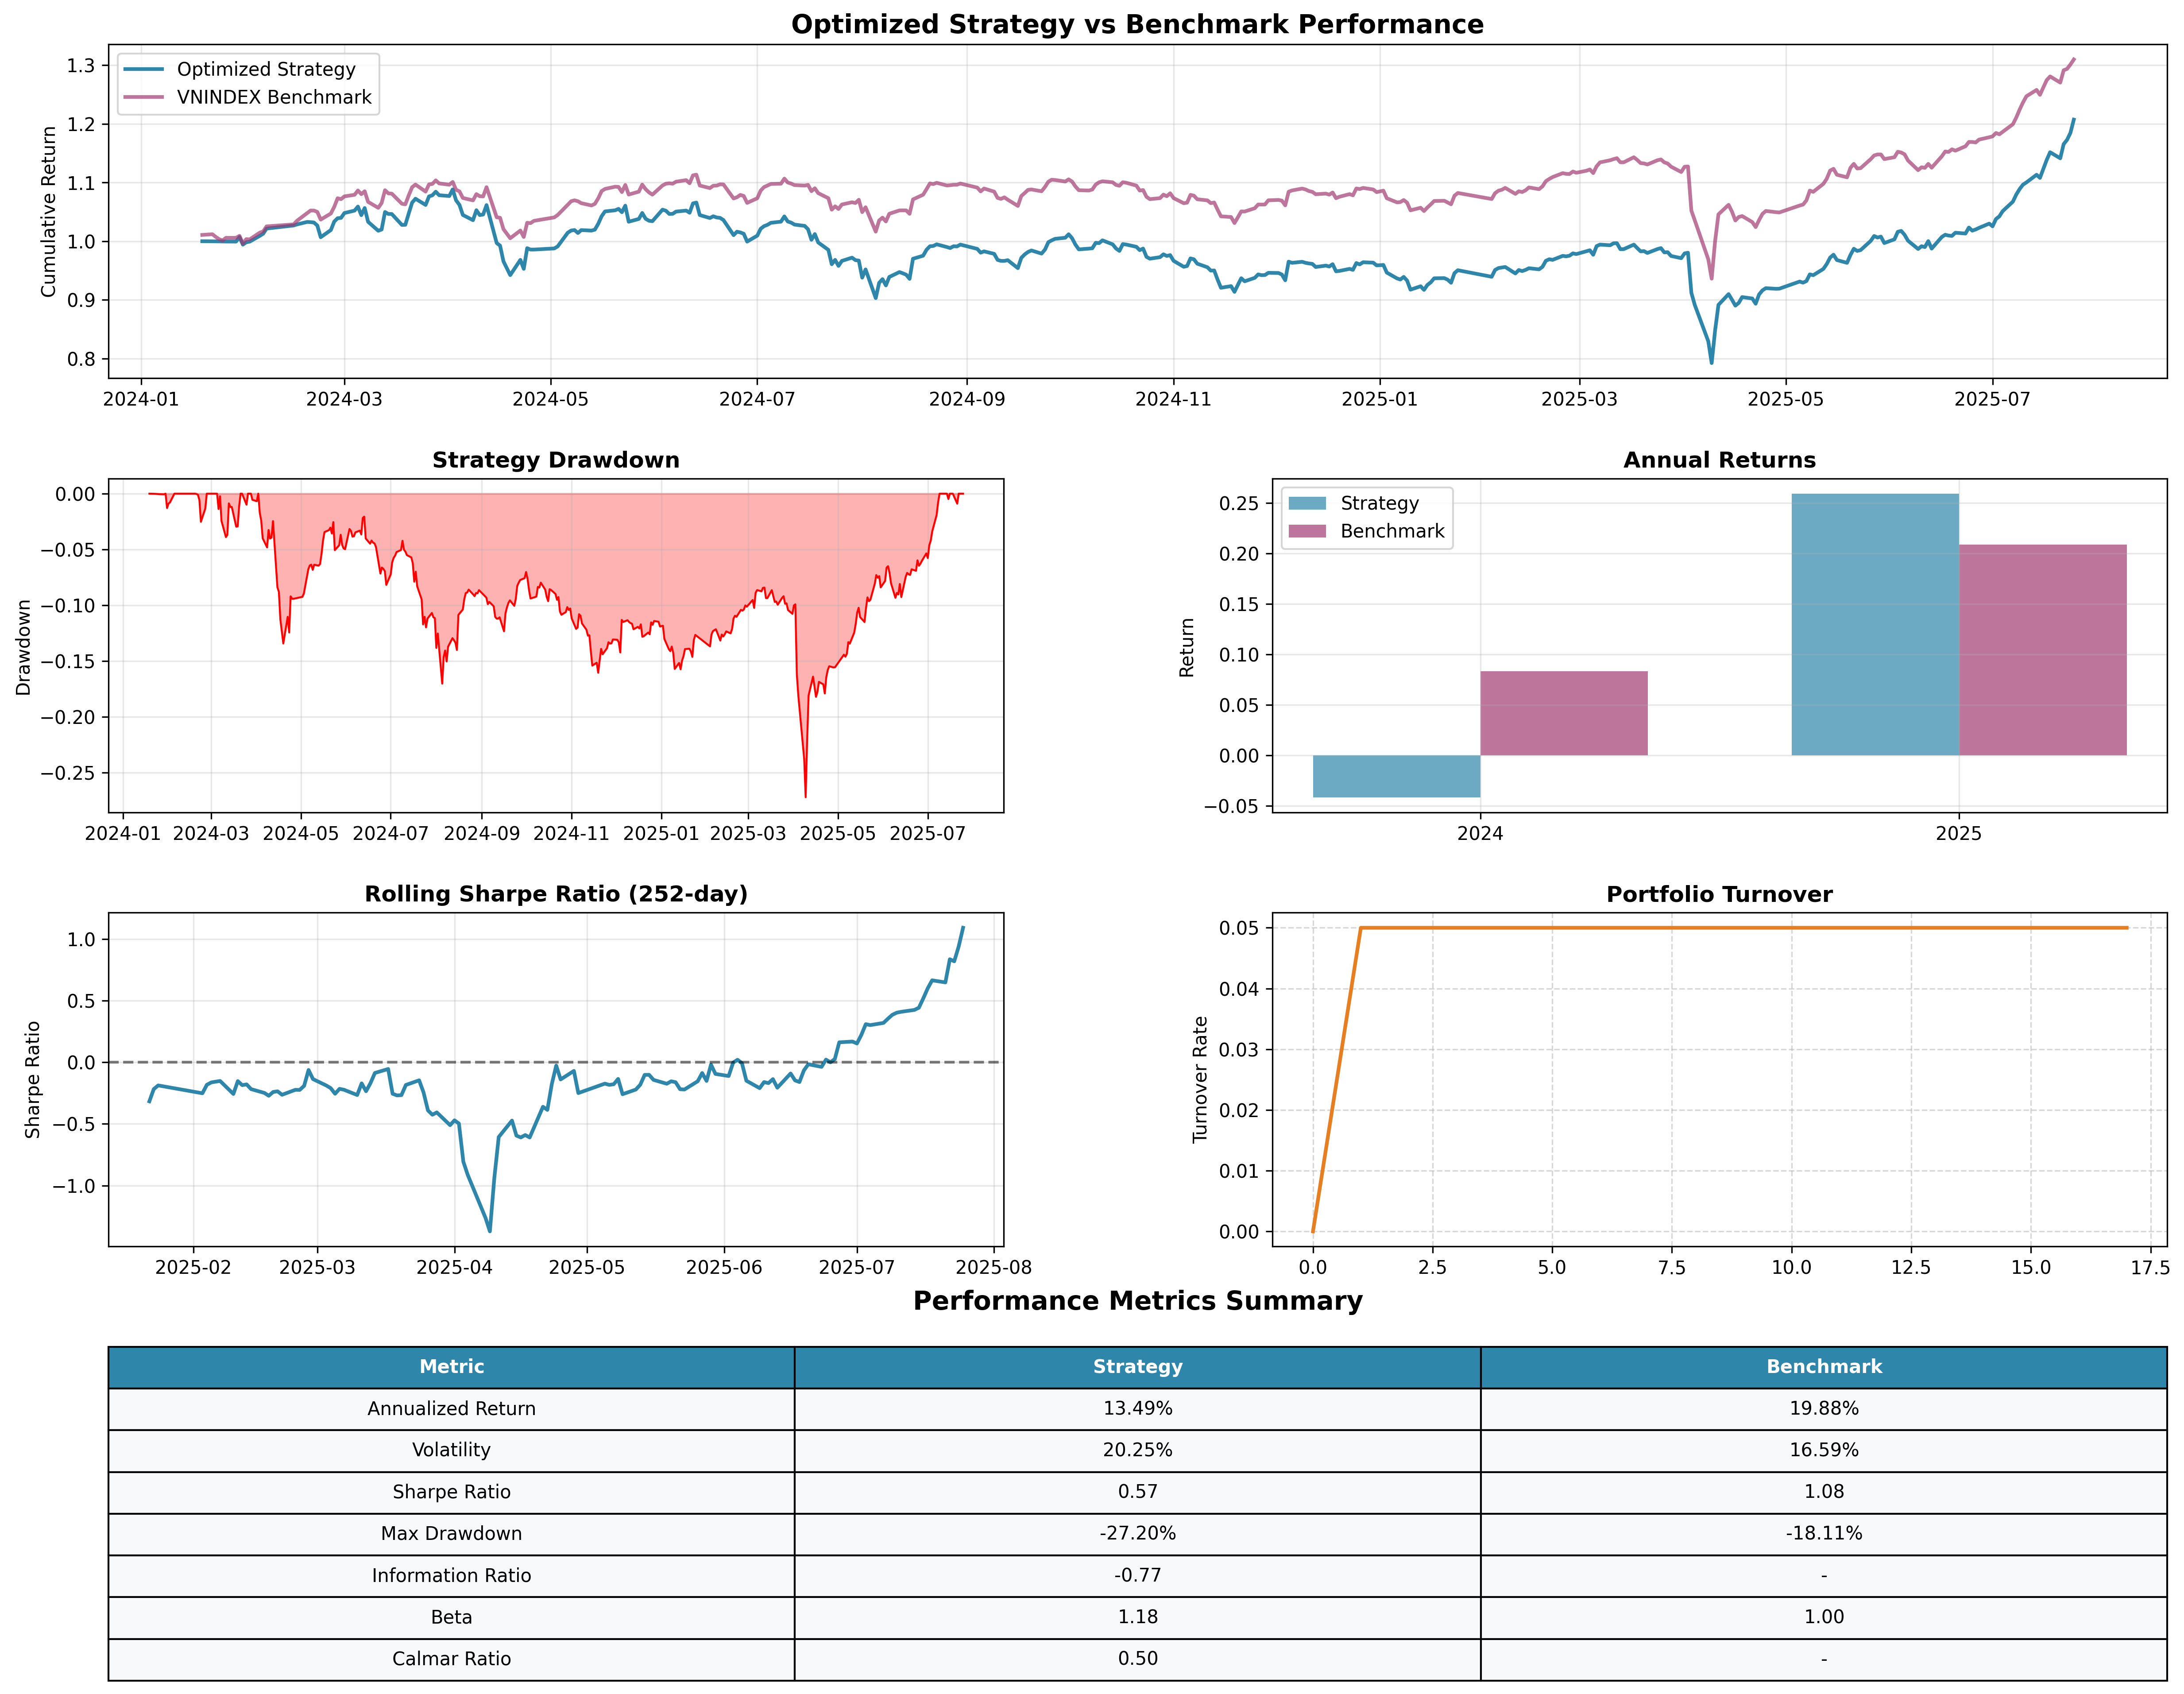 Optimized Strategy vs Benchmark Performance
Optimized Strategy
VNINDEX Benchmark
Cumulative Return
1.3
1.2
1.1
1.0
0.9
0.8
2024-01 2024-03 2024-05 2024-07 2024-09 2024-11 2025-01 2025-03 2025-05 2025-07
Strategy Drawdown
Drawdown
0.00
−0.05
−0.10
−0.15
−0.20
−0.25
2024-01 2024-03 2024-05 2024-07 2024-09 2024-11 2025-01 2025-03 2025-05 2025-07
Annual Returns
Strategy
Benchmark
Return
0.25
0.20
0.15
0.10
0.05
0.00
−0.05
2024 2025
Rolling Sharpe Ratio (252-day)
Sharpe Ratio
1.0
0.5
0.0
−0.5
−1.0
2025-02 2025-03 2025-04 2025-05 2025-06 2025-07 2025-08
Portfolio Turnover
Turnover Rate
0.05
0.04
0.03
0.02
0.01
0.00
0.0 2.5 5.0 7.5 10.0 12.5 15.0 17.5
Performance Metrics Summary
Metric Strategy Benchmark
Annualized Return 13.49% 19.88%
Volatility 20.25% 16.59%
Sharpe Ratio 0.57 1.08
Max Drawdown -27.20% -18.11%
Information Ratio -0.77 -
Beta 1.18 1.00
Calmar Ratio 0.50 -